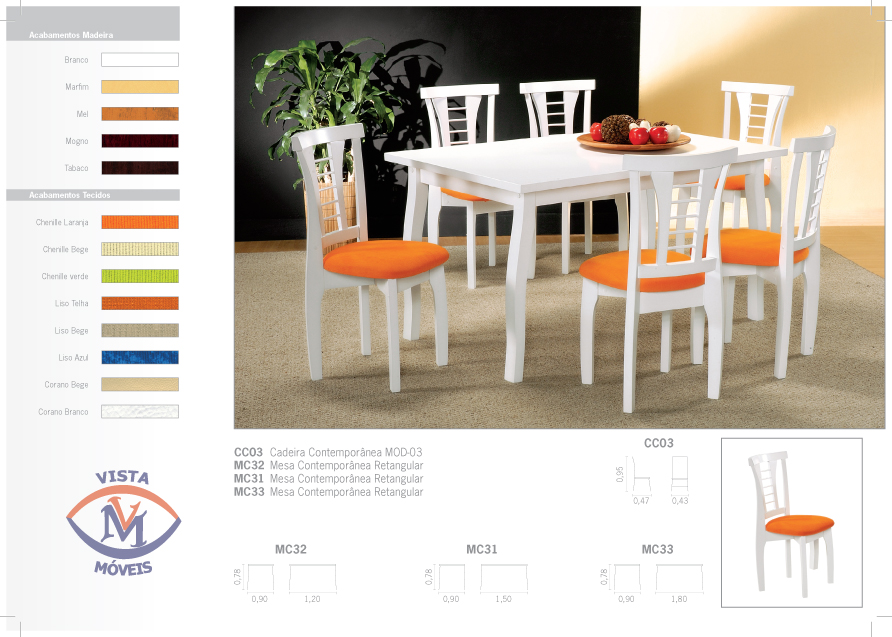 Acabamentos Madeira
Branco
Marfim
Mel
Mogno
Tabaco
Acabamentos Tecidos
Chenille Laranja
Chenille Bege
Chenille verde
Liso Telha
Liso Bege
Liso Azul
Corano Bege
Corano Branco
VISTA
VM
MÓVEIS
CC03 Cadeira Contemporânea MOD-03
MC32 Mesa Contemporânea Retangular
MC31 Mesa Contemporânea Retangular
MC33 Mesa Contemporânea Retangular
CC03
0,95
0,47 0,43
MC32
0,78
0,90 1,20
MC31
0,78
0,90 1,50
MC33
0,78
0,90 1,80